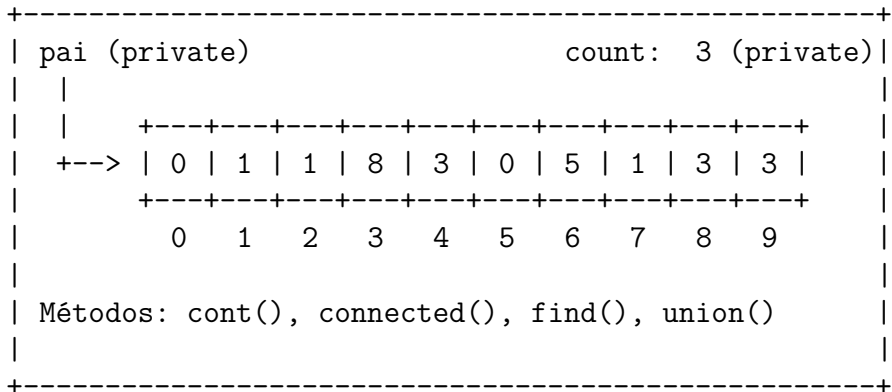 +-----------------------------------------------------+
| pai (private)                    count:  3 (private)|
|  |                                                  |
|  |    +---+---+---+---+---+---+---+---+---+---+     |
|  +--> | 0 | 1 | 1 | 8 | 3 | 0 | 5 | 1 | 3 | 3 |     |
|       +---+---+---+---+---+---+---+---+---+---+     |
|         0   1   2   3   4   5   6   7   8   9       |
|                                                     |
| Métodos: cont(), connected(), find(), union()       |
|                                                     |
+-----------------------------------------------------+